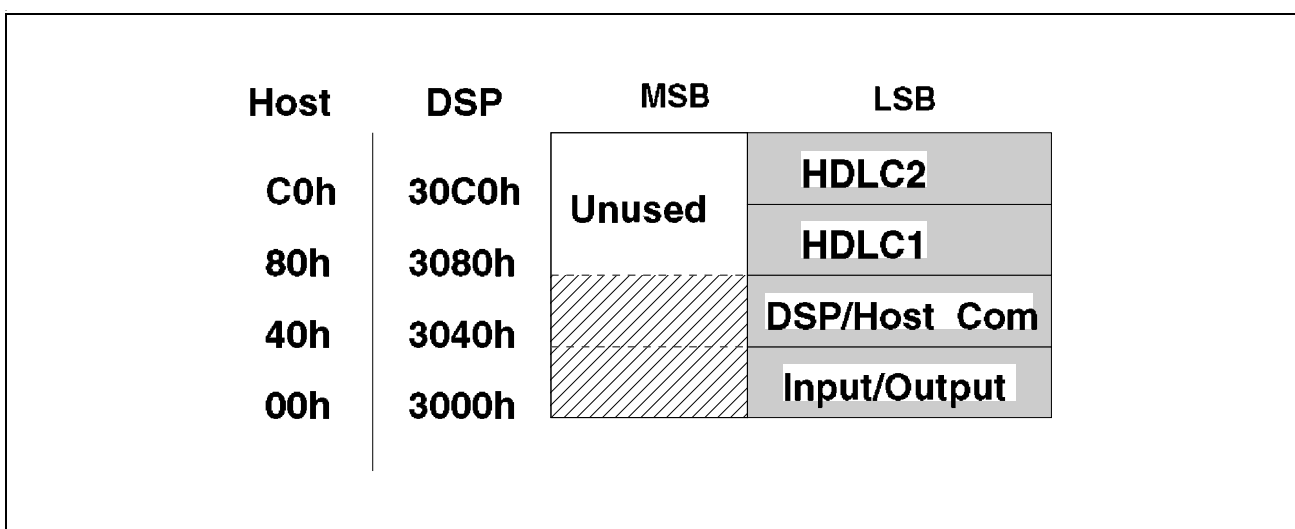 Host DSP MSB LSB
C0h 30C0h Unused HDLC2
80h 3080h HDLC1
40h 3040h DSP/Host Com
00h 3000h Input/Output